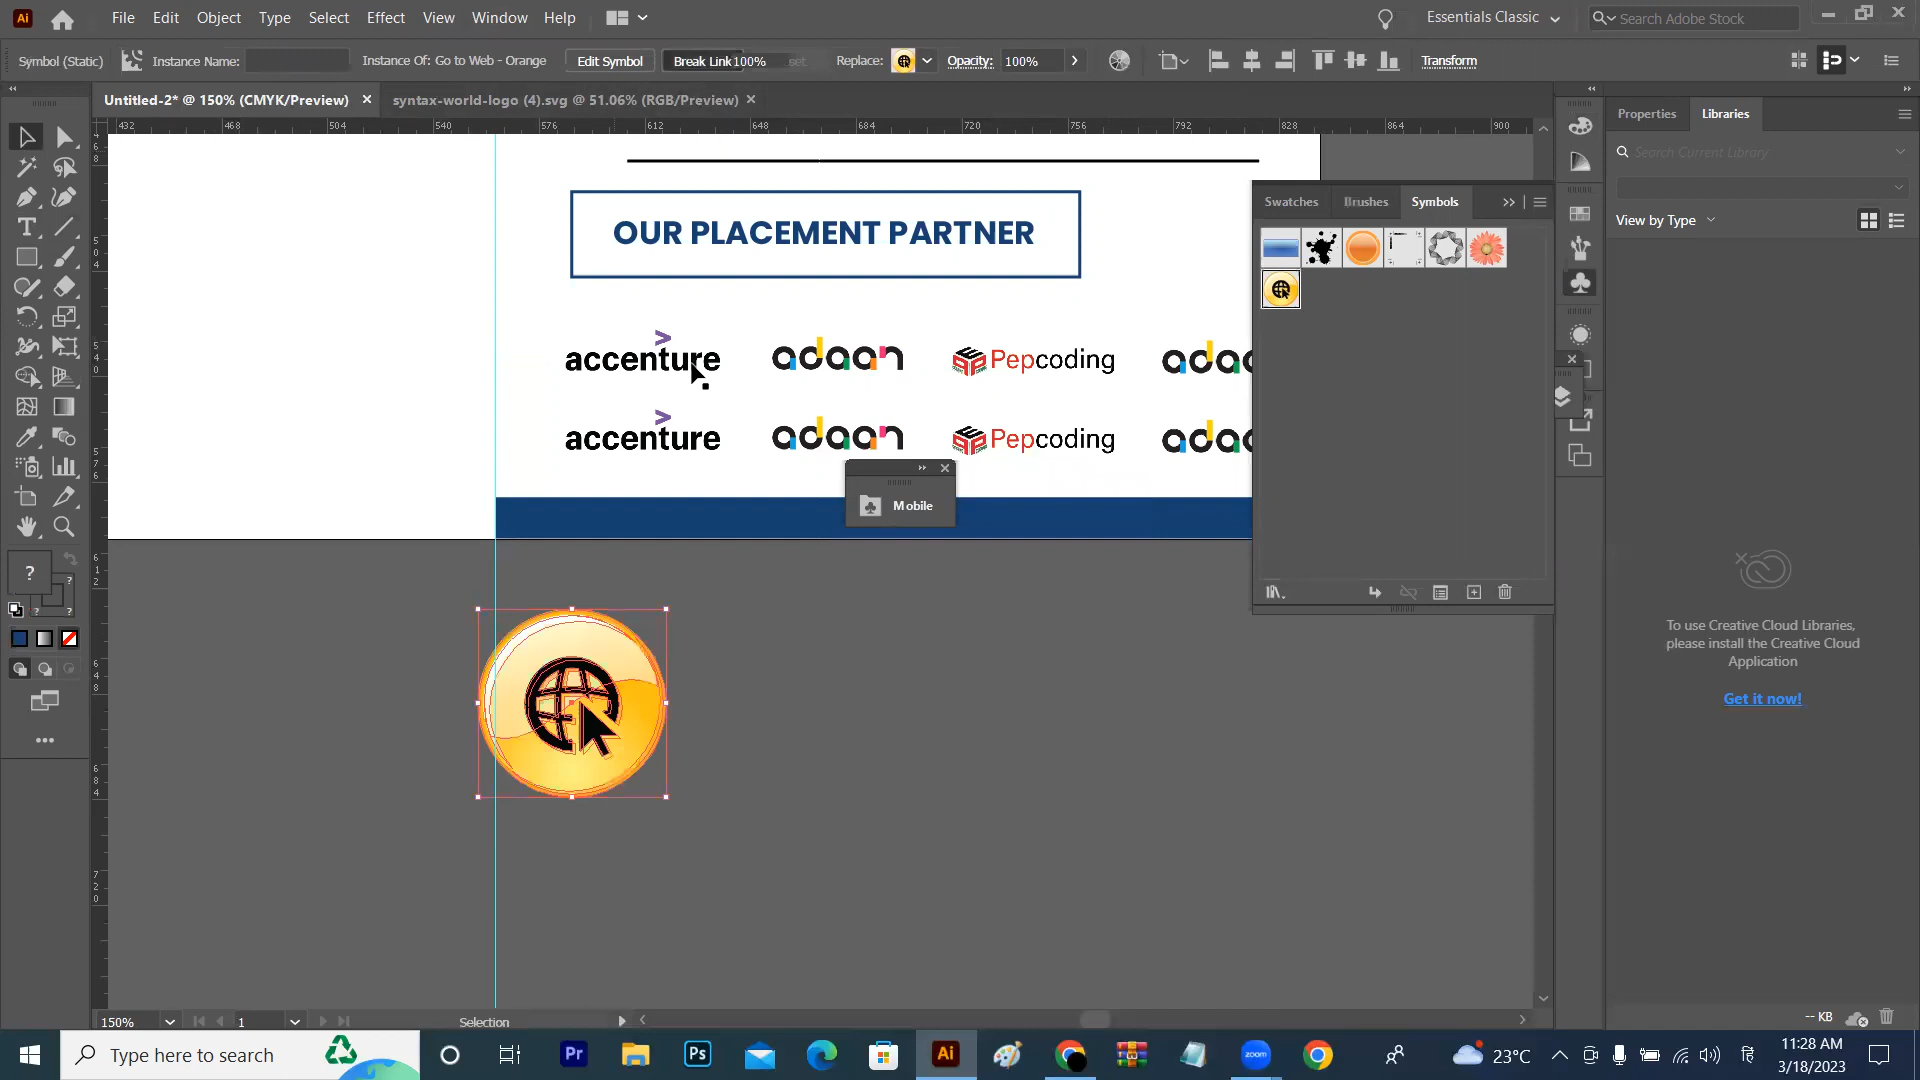 Ai File Edit Object Type Select Effect View Window Help Essentials Classic Search Adobe Stock
Symbol (Static) Instance Name: Instance Of: Go to Web - Orange Edit Symbol Break Link 100% Replace: Opacity: 100% Transform
Untitled-2* @ 150% (CMYK/Preview) syntax-world-logo (4).svg @ 51.06% (RGB/Preview)
Properties Libraries
432 468 504 540 576 612 648 684 720 756 792 828 864 900
Search Current Library
View by Type
Swatches Brushes Symbols
OUR PLACEMENT PARTNER
accenture adaan Pepcoding
accenture adaan Pepcoding
Mobile
To use Creative Cloud Libraries,
please install the Creative Cloud
Application
Get it now!
-- KB
150% 1 Selection
Type here to search Pr Ps Ai zoom 23°C हि 11:28 AM
3/18/2023